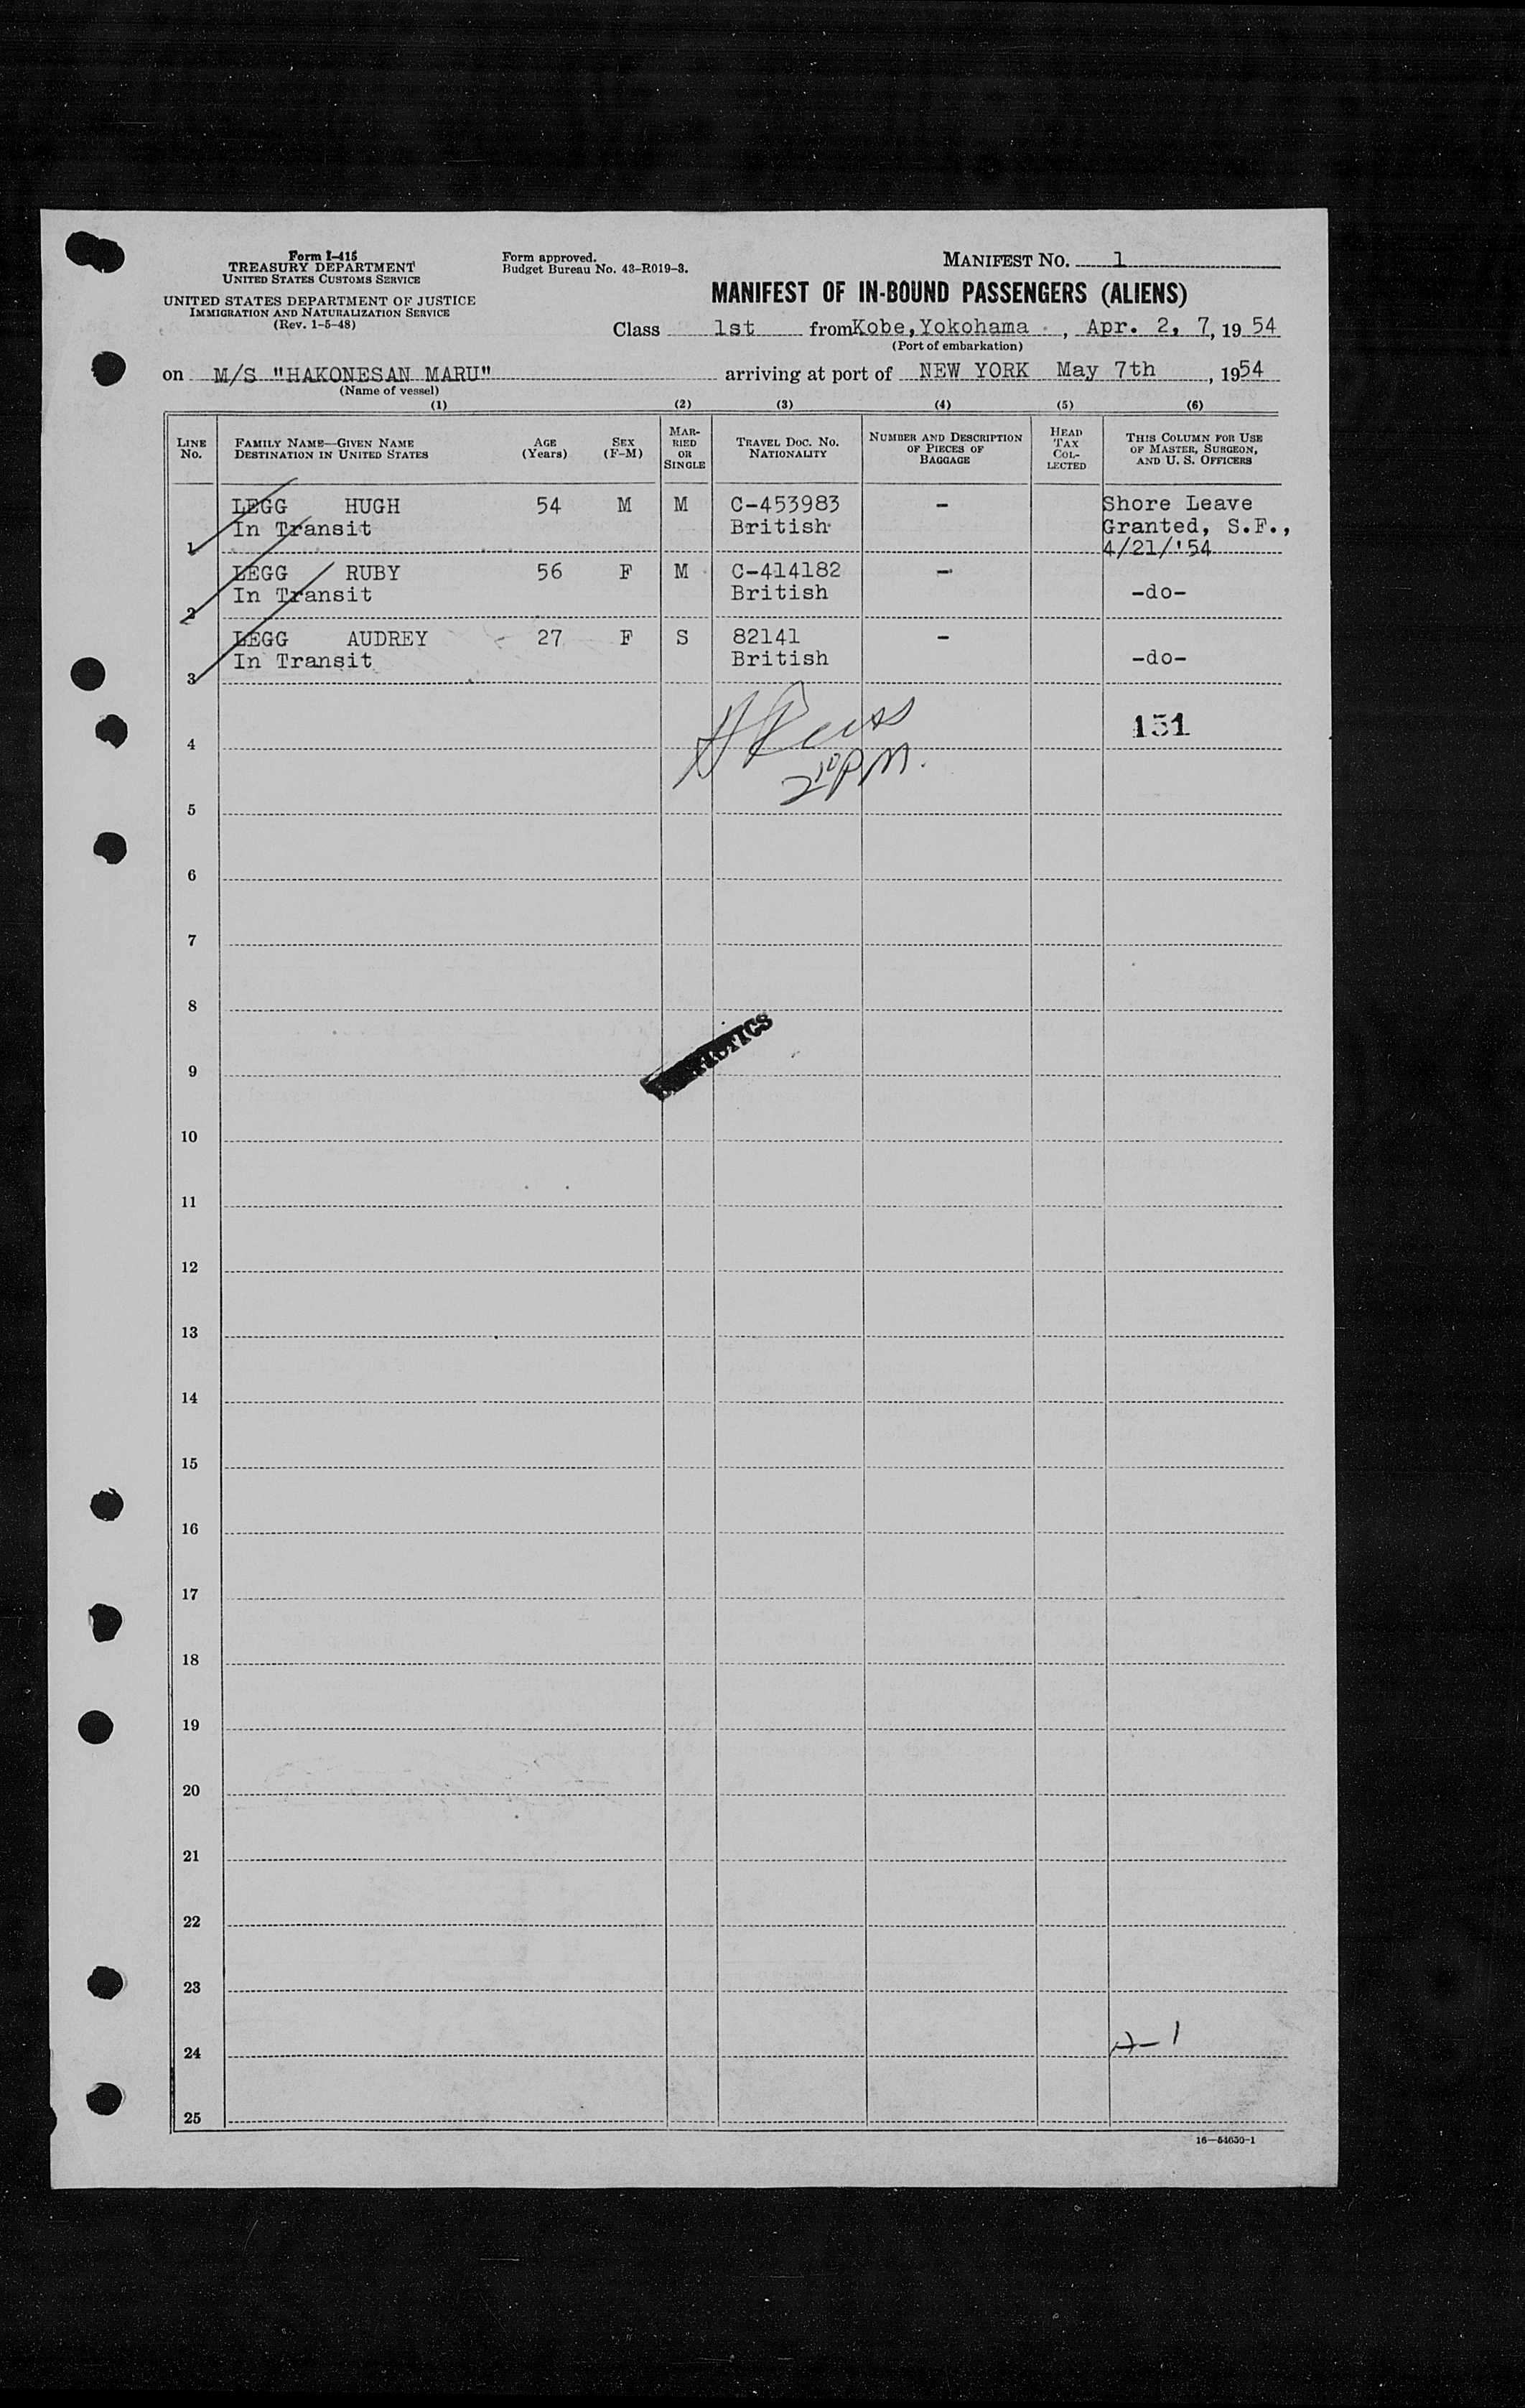 Form I-415
TREASURY DEPARTMENT
UNITED STATES CUSTOMS SERVICE
UNITED STATES DEPARTMENT OF JUSTICE
IMMIGRATION AND NATURALIZATION SERVICE
(Rev. 1-5-48)
Form approved.
Budget Bureau No. 43-R019-3.
MANIFEST NO. 1
MANIFEST OF IN-BOUND PASSENGERS (ALIENS)
Class 1st from Kobe, Yokohama, Apr. 2, 7, 1954
(Port of embarkation)
on M/S "HAKONESAN MARU" arriving at port of NEW YORK May 7th, 1954
(Name of vessel)
(1) (2) (3) (4) (5) (6)
LINE No. FAMILY NAME—GIVEN NAME DESTINATION IN UNITED STATES AGE (Years) SEX (F-M) MARRIED OR SINGLE TRAVEL DOC. NO. NATIONALITY NUMBER AND DESCRIPTION OF PIECES OF BAGGAGE HEAD TAX COLLECTED THIS COLUMN FOR USE OF MASTER, SURGEON, AND U. S. OFFICERS
LEGG HUGH 54 M M C-453983 - Shore Leave
In Transit British Granted, S.F.,
1 4/21/'54
LEGG RUBY 56 F M C-414182 -
In Transit British -do-
2
LEGG AUDREY 27 F S 82141 -
In Transit British -do-
3
151
4
2 10 PM.
5
6
7
8
9
10
11
12
13
14
15
16
17
18
19
20
21
22
23
24 A-1
25
16—54650-1